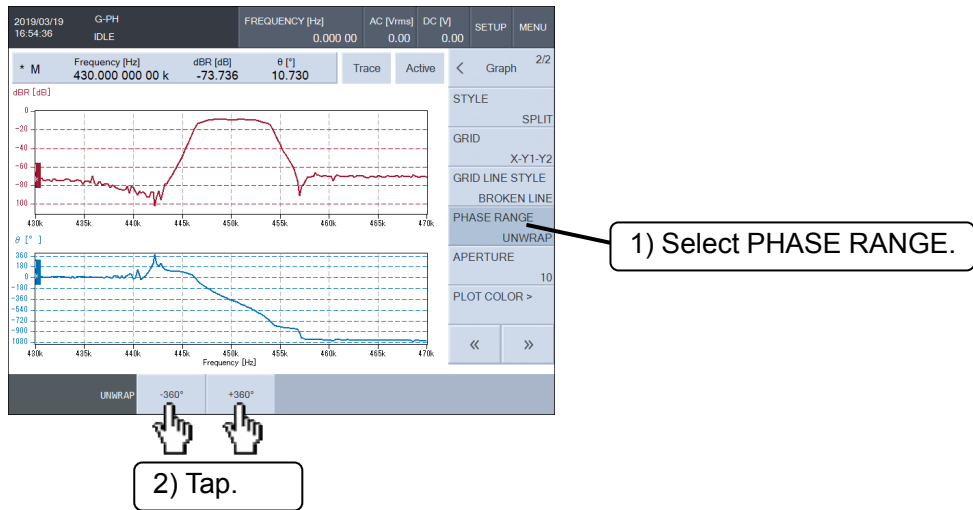 2019/03/19 G-PH FREQUENCY [Hz] AC [Vrms] DC [V] SETUP MENU
16:54:36 IDLE 0.000 00 0.00 0.00
* M Frequency [Hz] dBR [dB] θ [°] Trace Active < Graph 2/2
430.000 000 00 k -73.736 10.730
dBR [dB]
0
-20
-40
-60
-80
100
430k 435k 440k 445k 450k 455k 460k 465k 470k
θ [° ]
360
180
0
-180
-360
-540
-720
-900
1080
430k 435k 440k 445k 450k 455k 460k 465k 470k
Frequency [Hz]
STYLE
SPLIT
GRID
X-Y1-Y2
GRID LINE STYLE
BROKEN LINE
PHASE RANGE
UNWRAP
APERTURE
10
PLOT COLOR >
« »
UNWRAP -360° +360°
1) Select PHASE RANGE.
2) Tap.